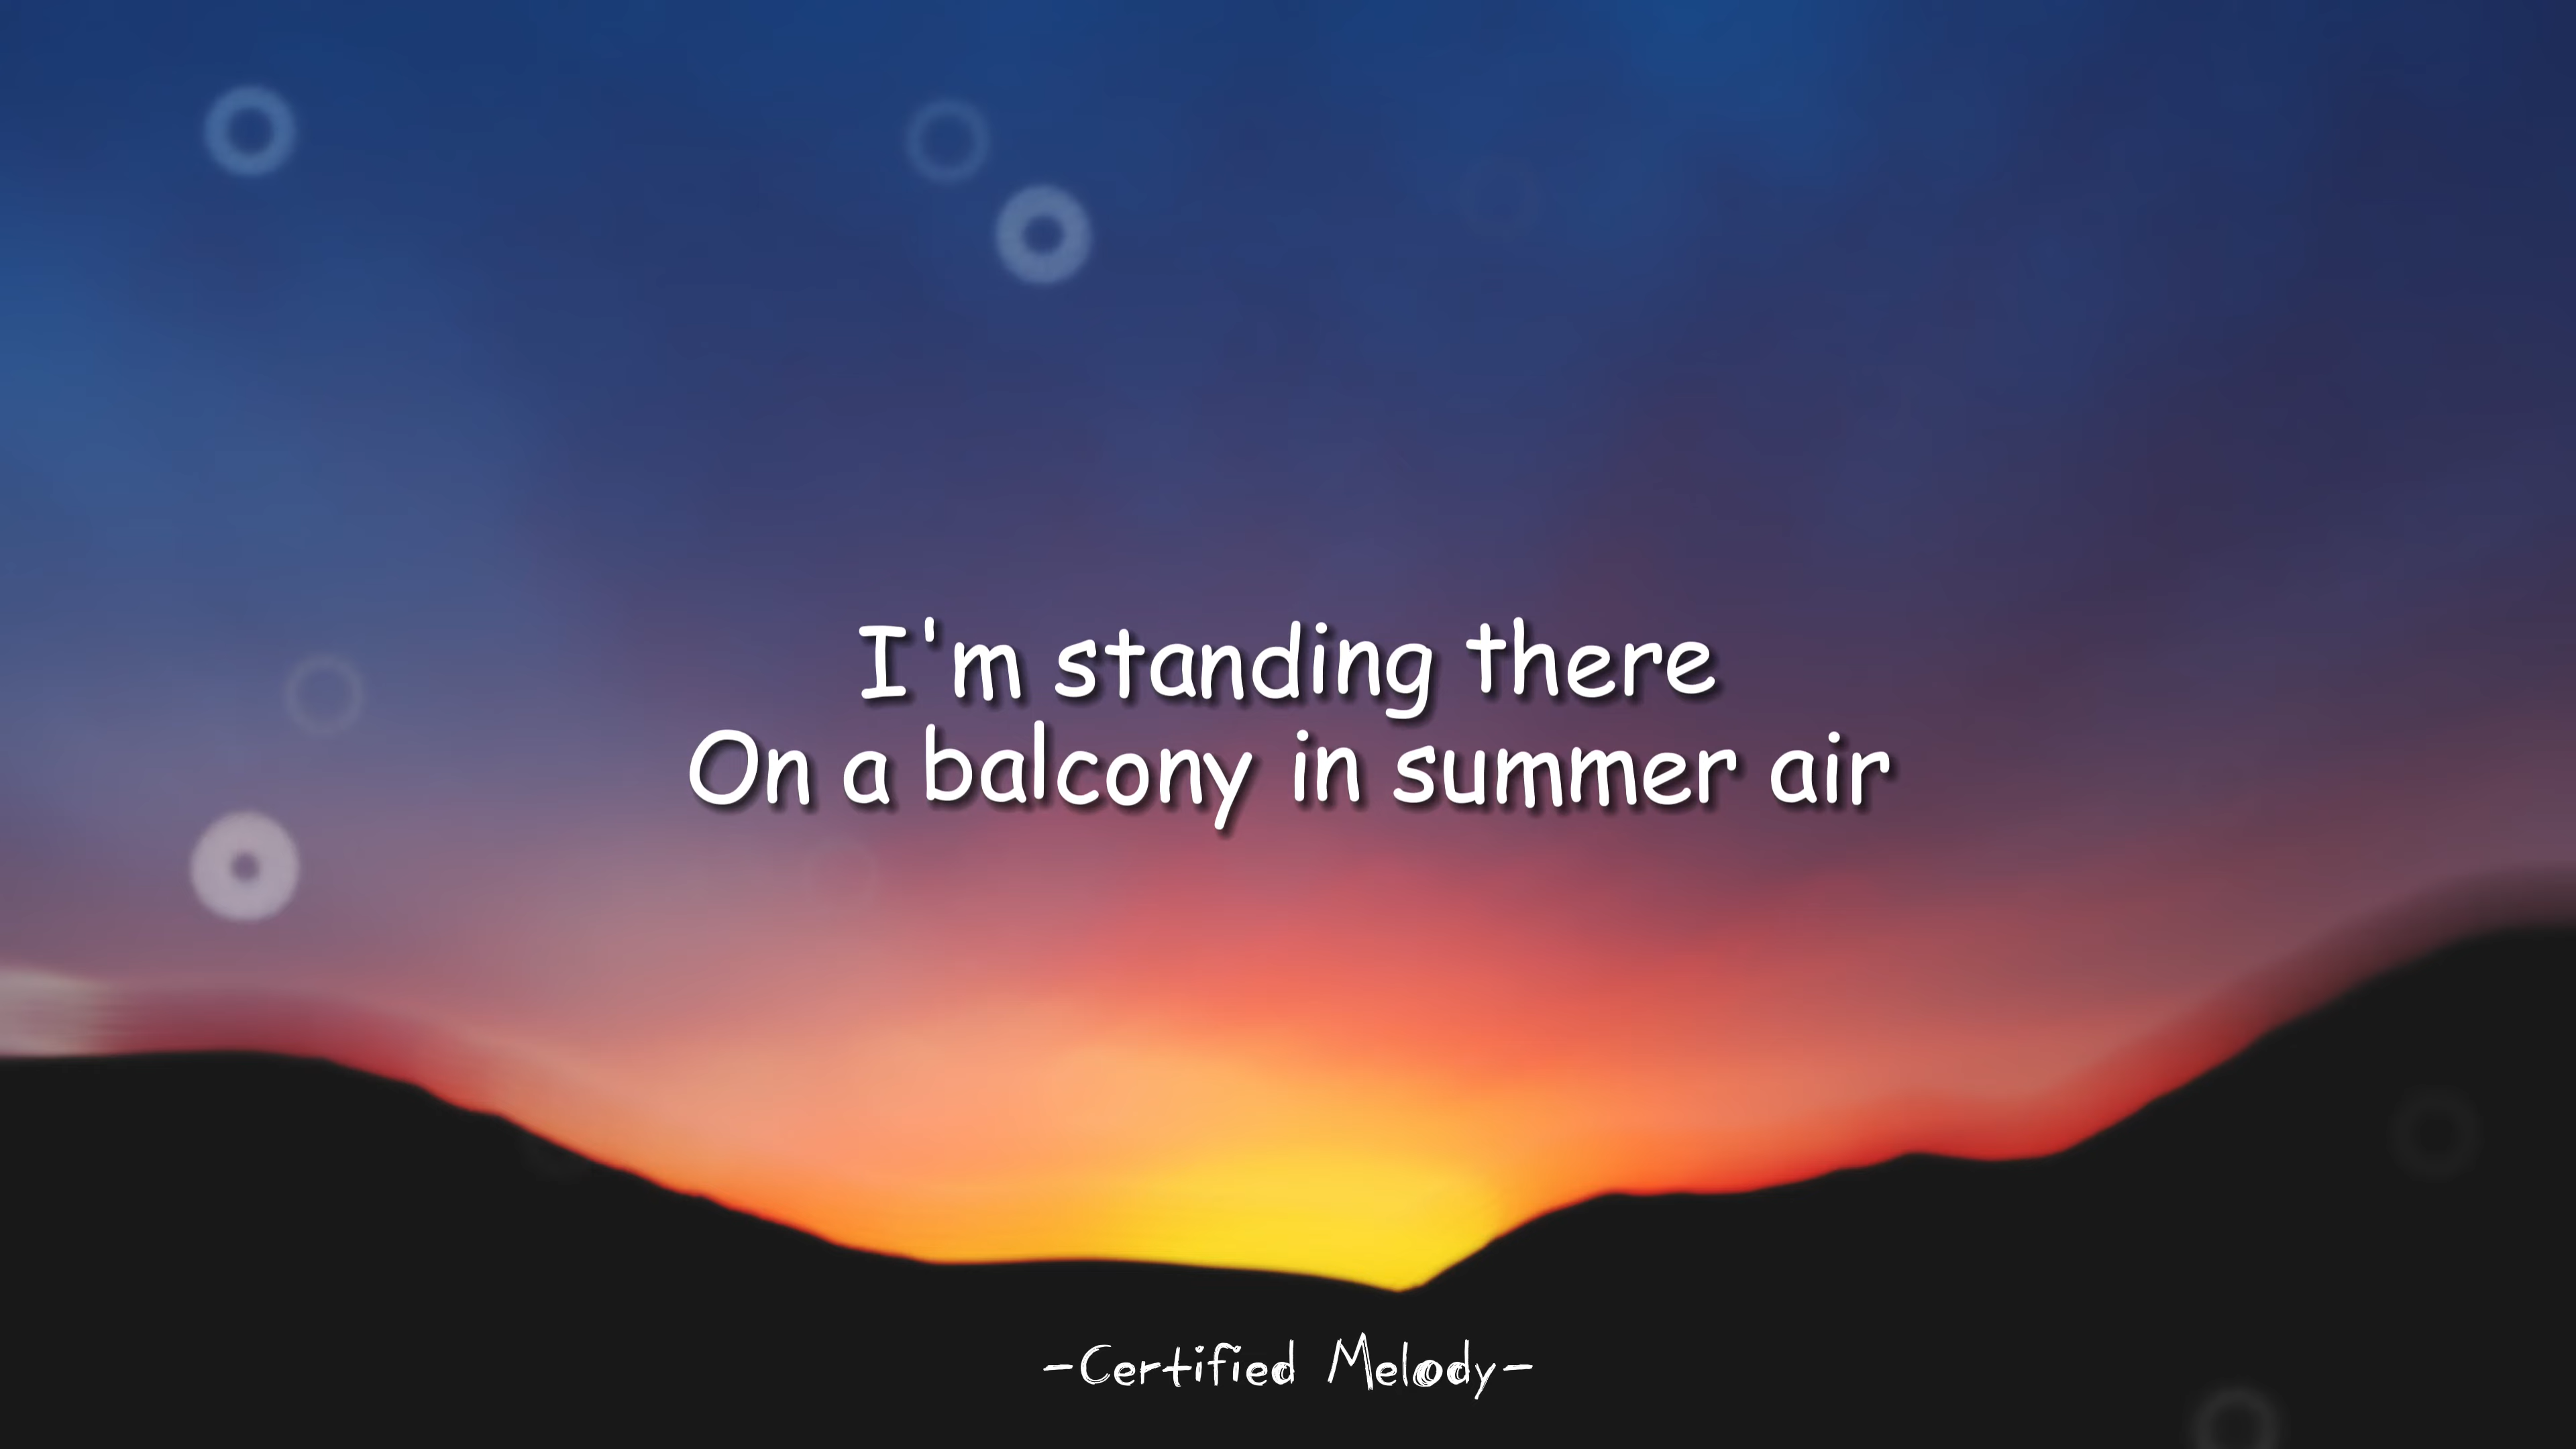 I'm standing there
On a balcony in summer air
-Certified Melody-